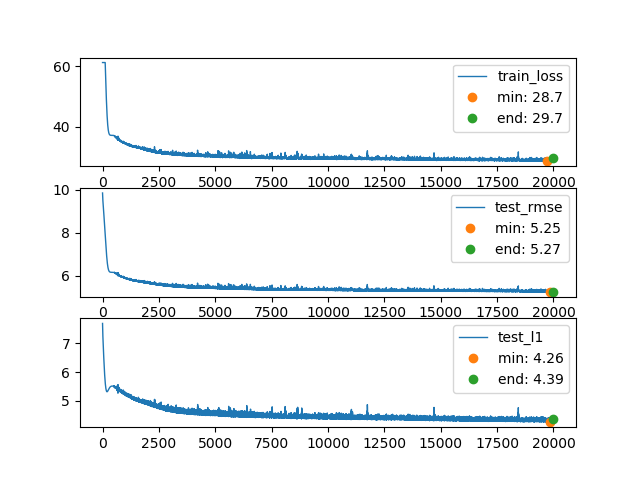 60
40
train_loss
min: 28.7
end: 29.7
0 2500 5000 7500 10000 12500 15000 17500 20000
10
8
6
test_rmse
min: 5.25
end: 5.27
0 2500 5000 7500 10000 12500 15000 17500 20000
7
6
5
test_l1
min: 4.26
end: 4.39
0 2500 5000 7500 10000 12500 15000 17500 20000